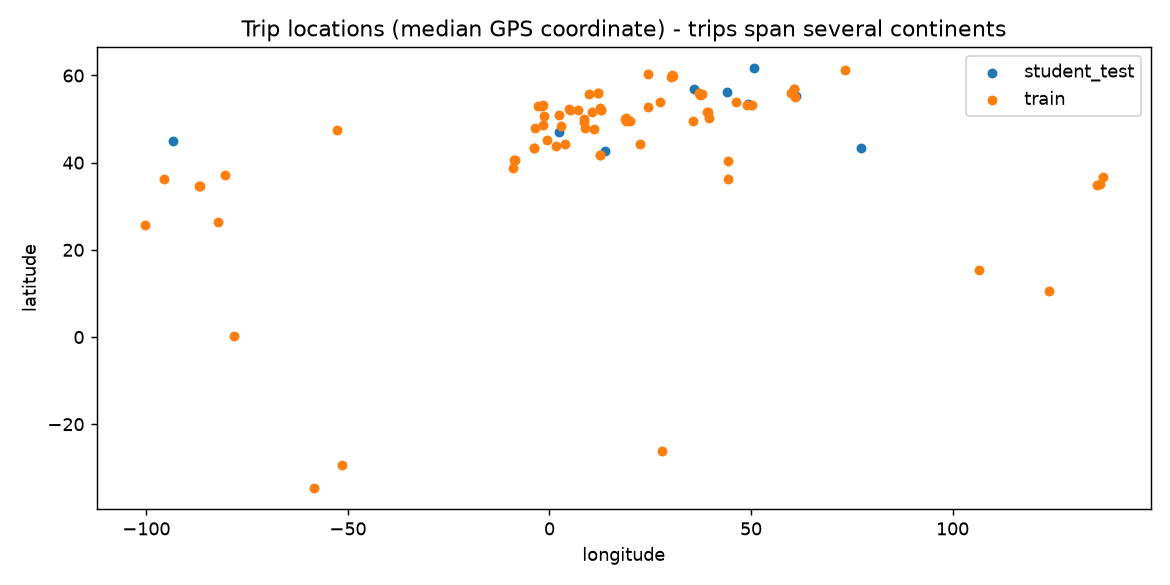 Trip locations (median GPS coordinate) - trips span several continents
student_test
train
60
40
20
0
−20
latitude
−100
−50
0
50
100
longitude